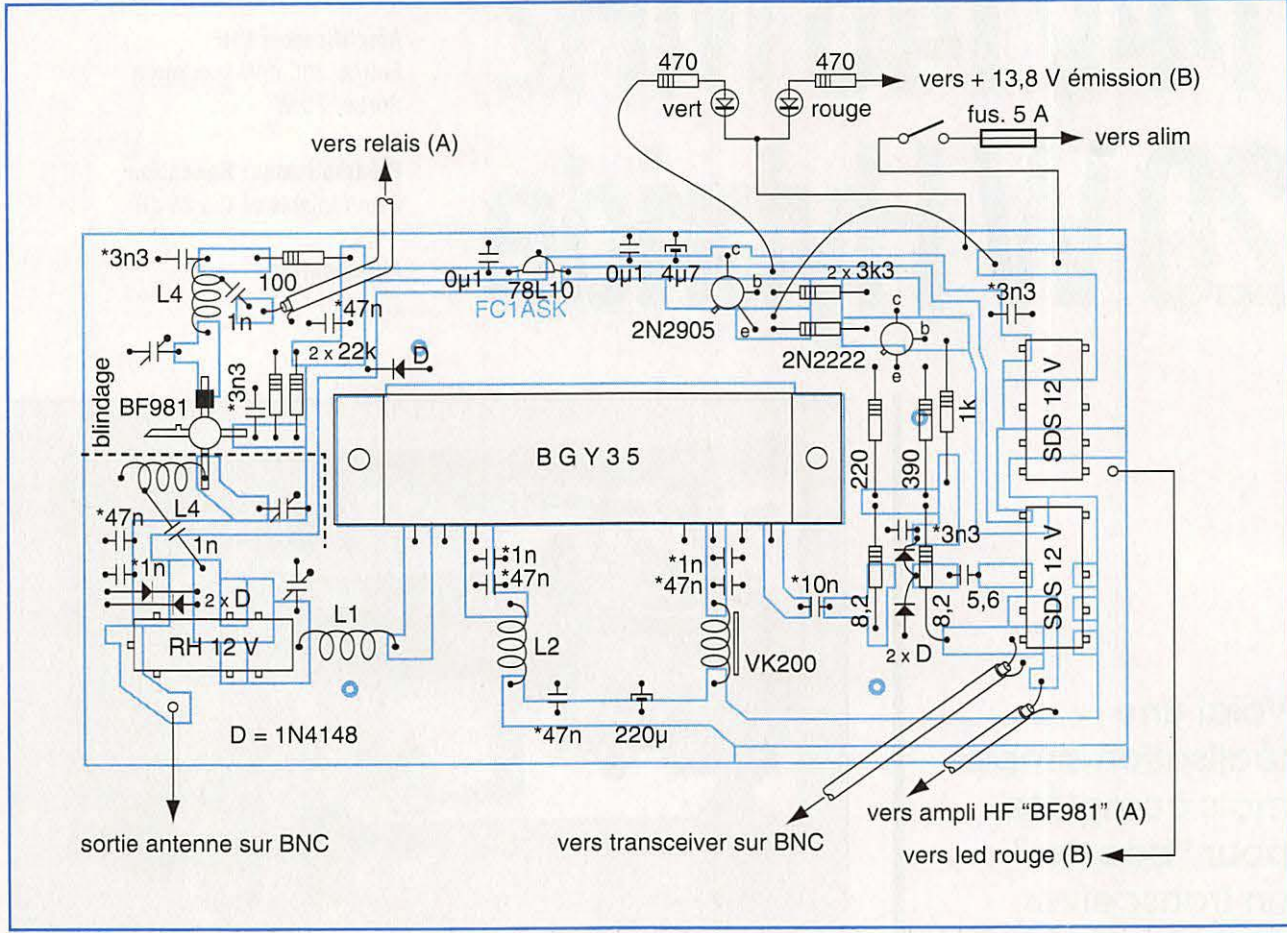 470
470
vers + 13,8 V émission (B)
vert
rouge
fus. 5 A
vers alim
vers relais (A)
*3n3
100
L4
1n
*47n
0µ1
78L10
FC1ASK
0µ1
4µ7
c
b
e
2N2905
2 x 3k3
2N2222
c
b
e
*3n3
2 x 22k
D
blindage
BF981
*3n3
BGY35
220
390
1k
SDS 12 V
L4
*47n
1n
*1n
2 x D
RH 12 V
L1
*1n
*47n
L2
*1n
*47n
*10n
VK200
8,2
*3n3
8,2
5,6
2 x D
SDS 12 V
D = 1N4148
*47n
220µ
sortie antenne sur BNC
vers transceiver sur BNC
vers ampli HF “BF981” (A)
vers led rouge (B)